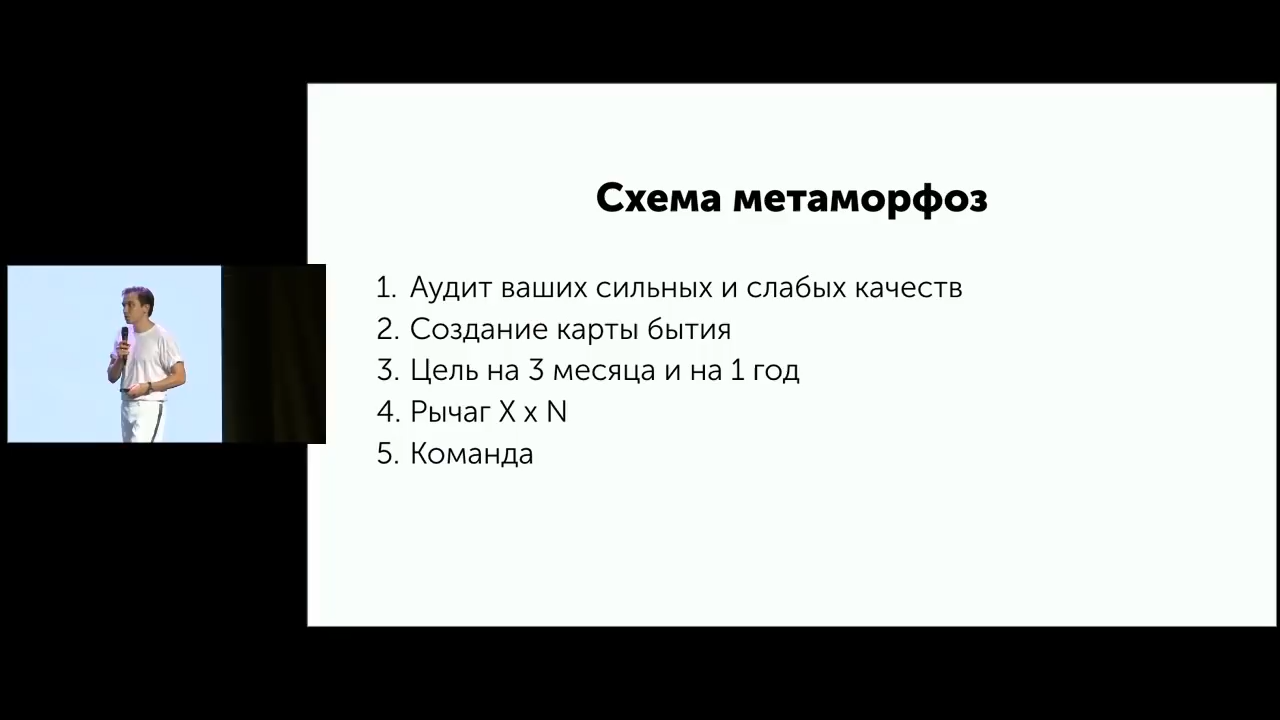 Схема метаморфоз
1. Аудит ваших сильных и слабых качеств
2. Создание карты бытия
3. Цель на 3 месяца и на 1 год
4. Рычаг X x N
5. Команда